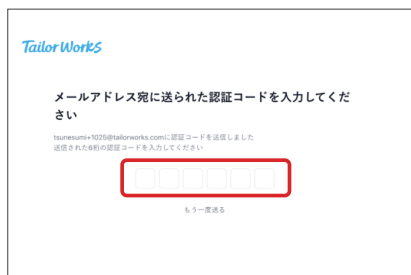 Tailor Works
メールアドレス宛に送られた認証コードを入力してくだ
さい
tsunesumi+1025@tailorworks.comに認証コードを送信しました
送信された6桁の認証コードを入力してください
もう一度送る